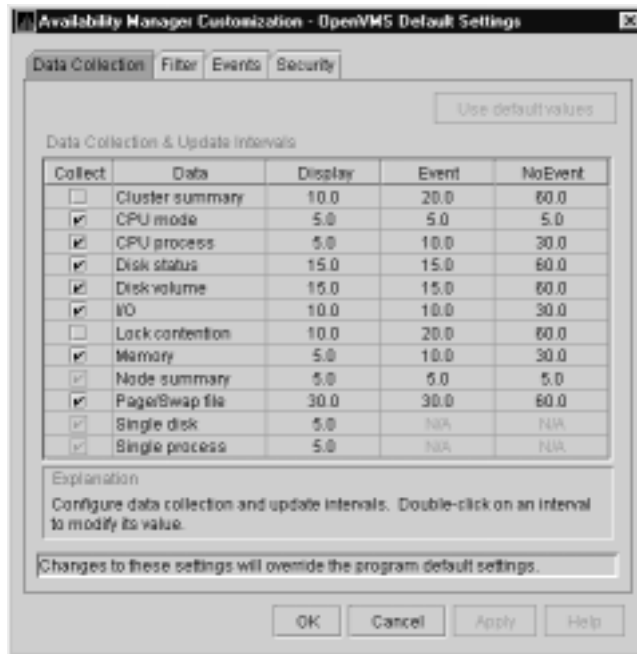 Availability Manager Customization - OpenVMS Default Settings
Data Collection Filter Events Security
Use default values
Data Collection & Update Intervals
Collect Data Display Event NoEvent
Cluster summary 10.0 20.0 60.0
CPU mode 5.0 5.0 5.0
CPU process 5.0 10.0 30.0
Disk status 15.0 15.0 60.0
Disk volume 15.0 15.0 60.0
I/O 10.0 10.0 30.0
Lock contention 10.0 20.0 60.0
Memory 5.0 10.0 30.0
Node summary 5.0 5.0 5.0
Page/Swap file 30.0 30.0 60.0
Single disk 5.0 N/A N/A
Single process 5.0 N/A N/A
Explanation
Configure data collection and update intervals. Double-click on an interval
to modify its value.
Changes to these settings will override the program default settings.
OK Cancel Apply Help